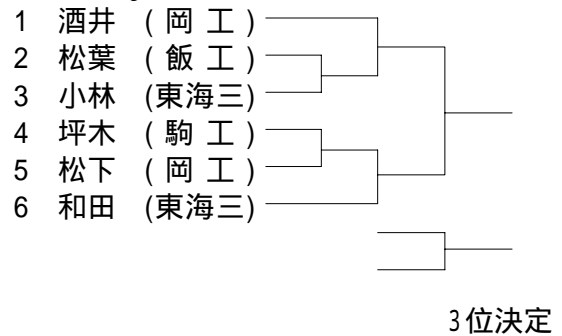 1 酒井 ( 岡 工 )
2 松葉 ( 飯 工 )
3 小林 (東海三)
4 坪木 ( 駒 工 )
5 松下 ( 岡 工 )
6 和田 (東海三)
3位決定